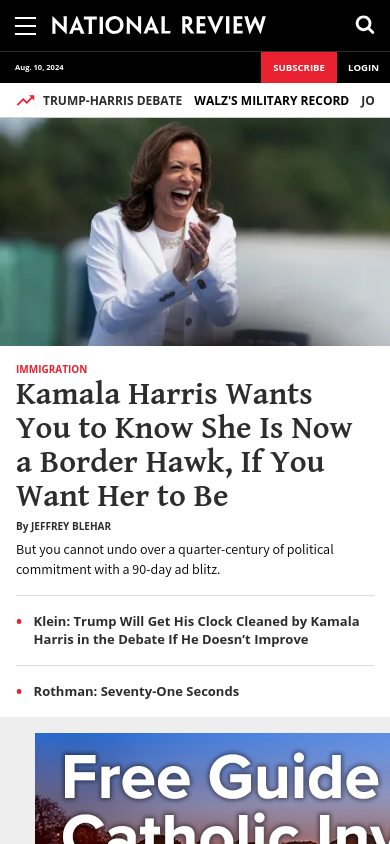 NATIONAL REVIEW
Aug. 10, 2024
SUBSCRIBE
LOGIN
TRUMP-HARRIS DEBATE WALZ'S MILITARY RECORD JO
IMMIGRATION
Kamala Harris Wants
You to Know She Is Now
a Border Hawk, If You
Want Her to Be
By JEFFREY BLEHAR
But you cannot undo over a quarter-century of political
commitment with a 90-day ad blitz.
• Klein: Trump Will Get His Clock Cleaned by Kamala
Harris in the Debate If He Doesn’t Improve
• Rothman: Seventy-One Seconds
Free Guide
Catholic Inv